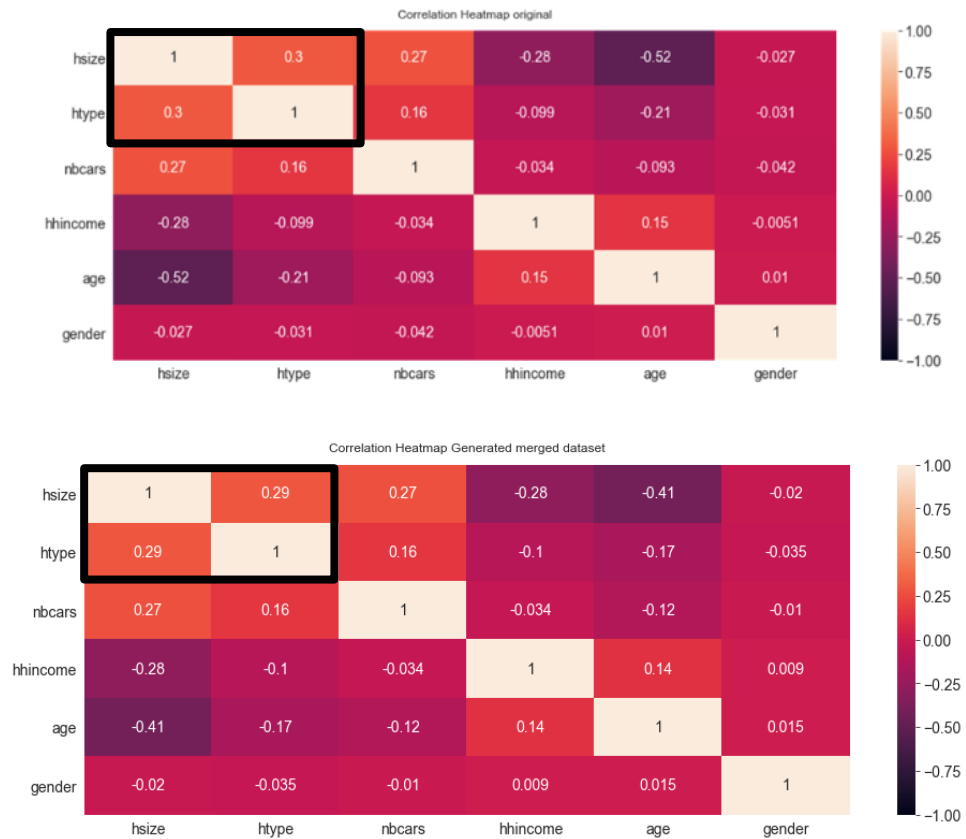 Correlation Heatmap original
hsize 1 0.3 0.27 -0.28 -0.52 -0.027
htype 0.3 1 0.16 -0.099 -0.21 -0.031
nbcars 0.27 0.16 1 -0.034 -0.093 -0.042
hhincome -0.28 -0.099 -0.034 1 0.15 -0.0051
age -0.52 -0.21 -0.093 0.15 1 0.01
gender -0.027 -0.031 -0.042 -0.0051 0.01 1
hsize htype nbcars hhincome age gender
1.00
0.75
0.50
0.25
0.00
−0.25
−0.50
−0.75
−1.00
Correlation Heatmap Generated merged dataset
hsize 1 0.29 0.27 -0.28 -0.41 -0.02
htype 0.29 1 0.16 -0.1 -0.17 -0.035
nbcars 0.27 0.16 1 -0.034 -0.12 -0.01
hhincome -0.28 -0.1 -0.034 1 0.14 0.009
age -0.41 -0.17 -0.12 0.14 1 0.015
gender -0.02 -0.035 -0.01 0.009 0.015 1
hsize htype nbcars hhincome age gender
1.00
0.75
0.50
0.25
0.00
−0.25
−0.50
−0.75
−1.00